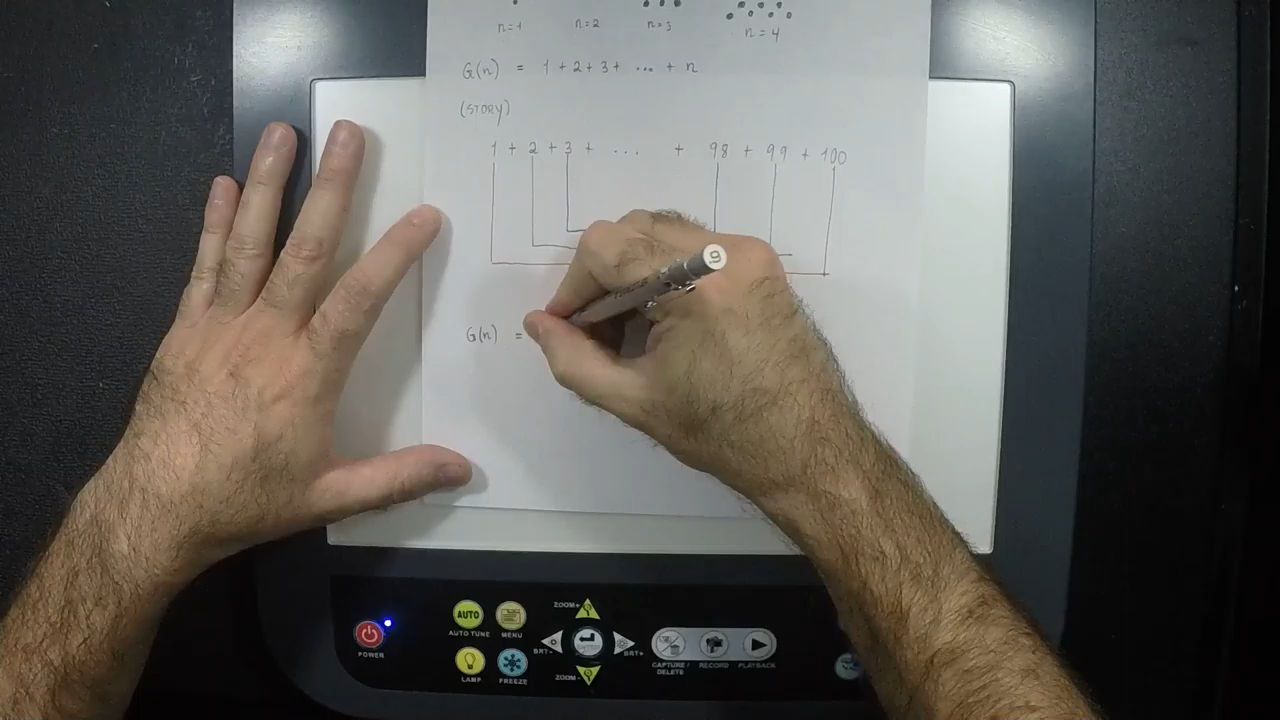 n=1 n=2 n=3 n=4
G(n) = 1 + 2 + 3 + ... + n
(STORY)
1 + 2 + 3 + ... + 98 + 99 + 100
G(n) =
9
ZOOM+
AUTO
AUTO TUNE MENU
BRT- BRT+
POWER
LAMP FREEZE ZOOM- CAPTURE / DELETE RECORD PLAYBACK